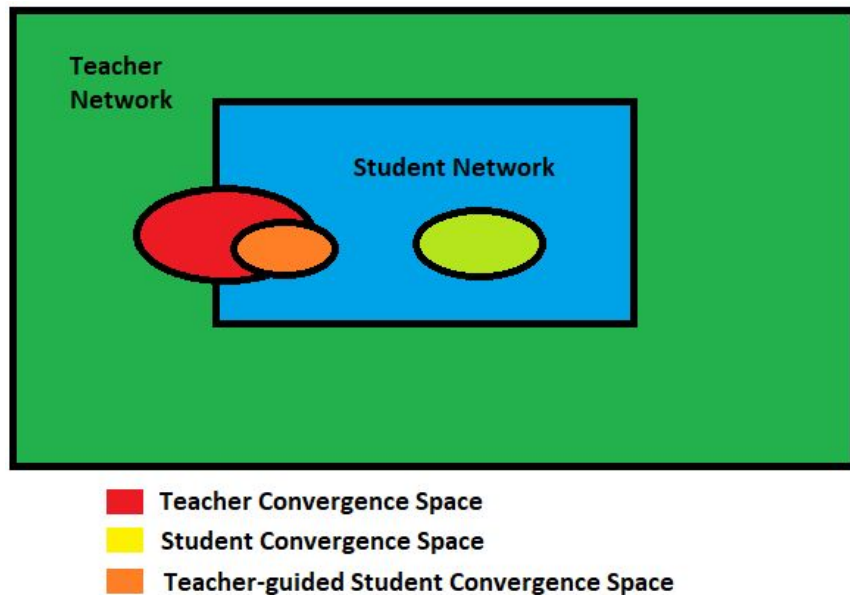 Teacher
Network
Student Network
Teacher Convergence Space
Student Convergence Space
Teacher-guided Student Convergence Space